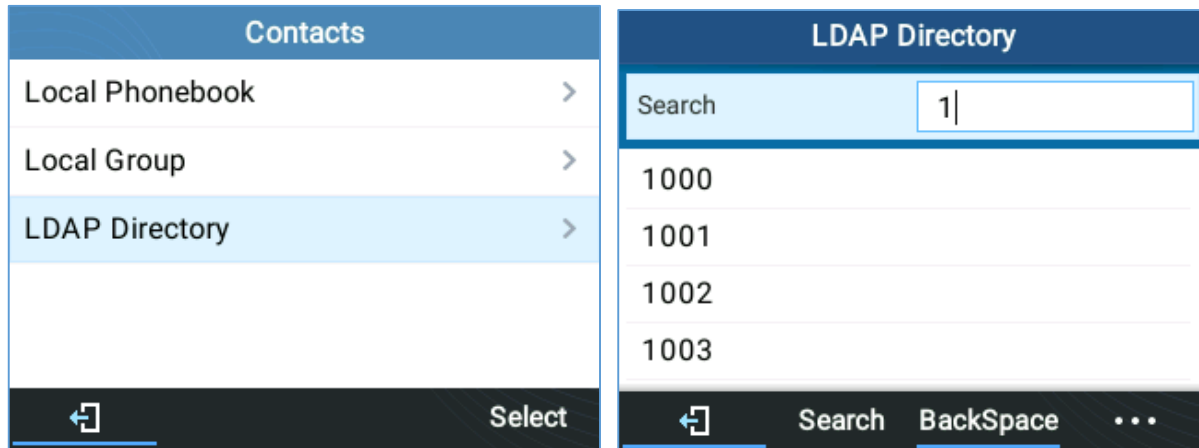 Contacts
Local Phonebook
Local Group
LDAP Directory
Select
LDAP Directory
Search 1
1000
1001
1002
1003
Search BackSpace ...